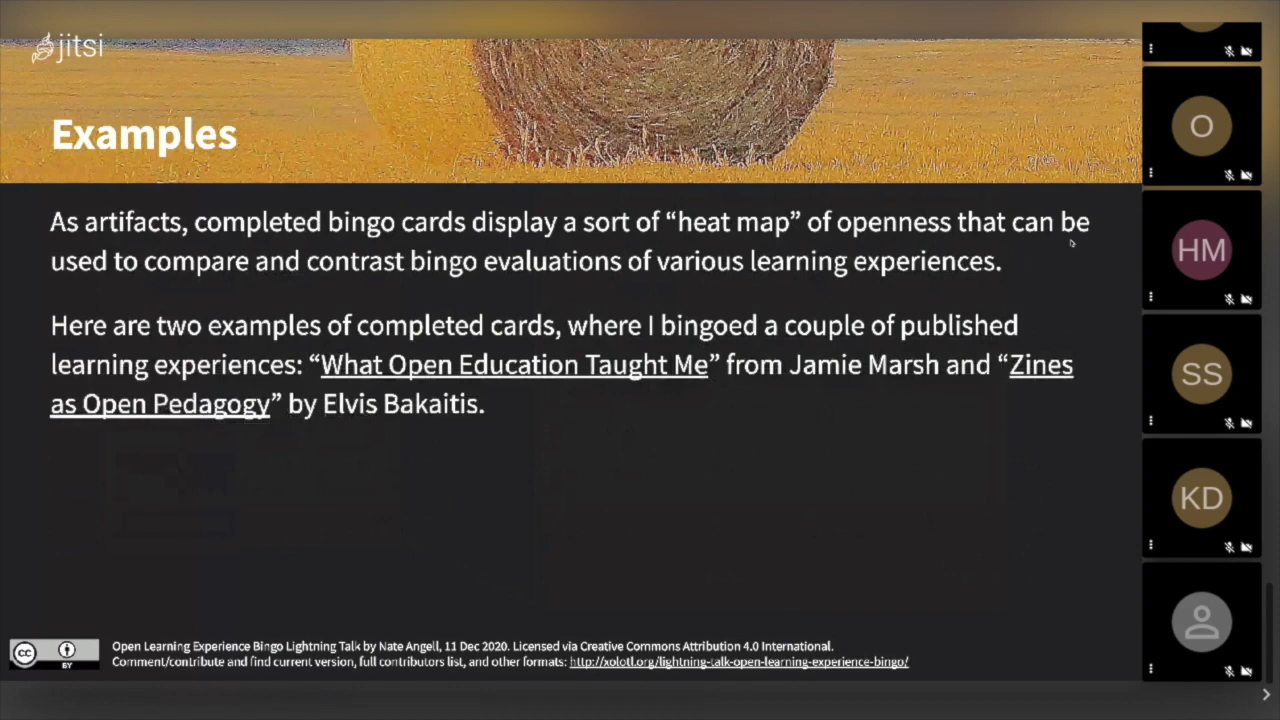 jitsi
Examples
As artifacts, completed bingo cards display a sort of “heat map” of openness that can be
used to compare and contrast bingo evaluations of various learning experiences.
Here are two examples of completed cards, where I bingoed a couple of published
learning experiences: “What Open Education Taught Me” from Jamie Marsh and “Zines
as Open Pedagogy” by Elvis Bakaitis.
O
HM
SS
KD
cc
BY
Open Learning Experience Bingo Lightning Talk by Nate Angell, 11 Dec 2020. Licensed via Creative Commons Attribution 4.0 International.
Comment/contribute and find current version, full contributors list, and other formats: http://xolotl.org/lightning-talk-open-learning-experience-bingo/